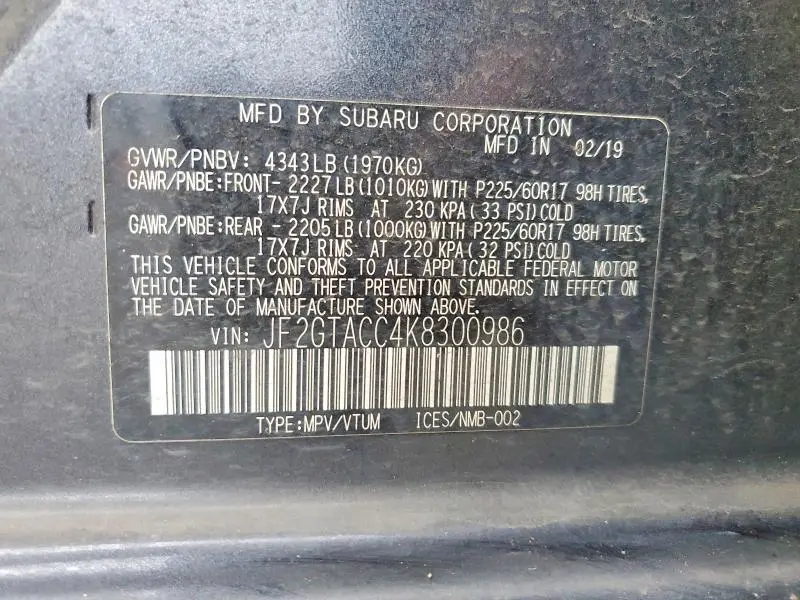 MFD BY SUBARU CORPORATION
MFD IN 02/19
GVWR/PNBV: 4343LB(1970KG)
GAWR/PNBE:FRONT- 2227LB(1010KG)WITH P225/60R17 98H TIRES,
17X7J RIMS AT 230 KPA(33 PSI)COLD
GAWR/PNBE:REAR - 2205LB(1000KG)WITH P225/60R17 98H TIRES,
17X7J RIMS AT 220 KPA(32 PSI)COLD
THIS VEHICLE CONFORMS TO ALL APPLICABLE FEDERAL MOTOR
VEHICLE SAFETY AND THEFT PREVENTION STANDARDS IN EFFECT ON
THE DATE OF MANUFACTURE SHOWN ABOVE.
VIN: JF2GTACC4K8300986
TYPE:MPV/VTUM ICES/NMB-002